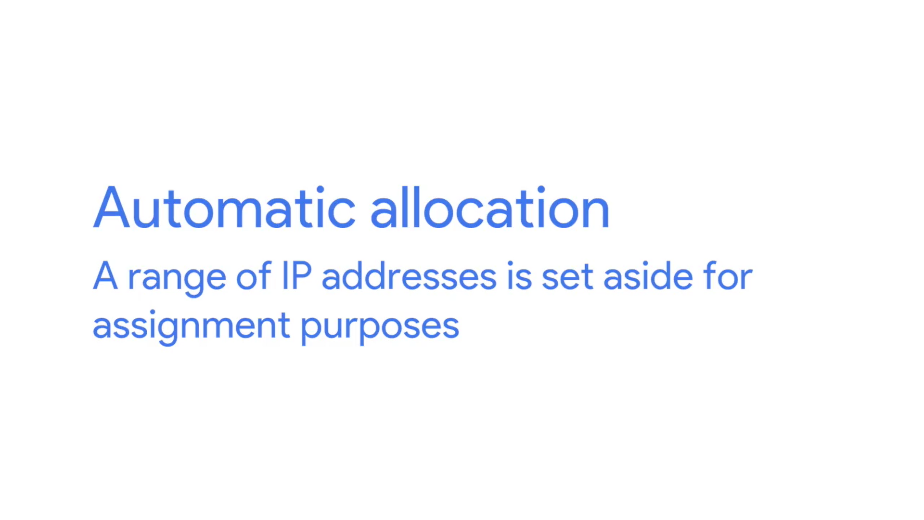 Automatic allocation
A range of IP addresses is set aside for
assignment purposes